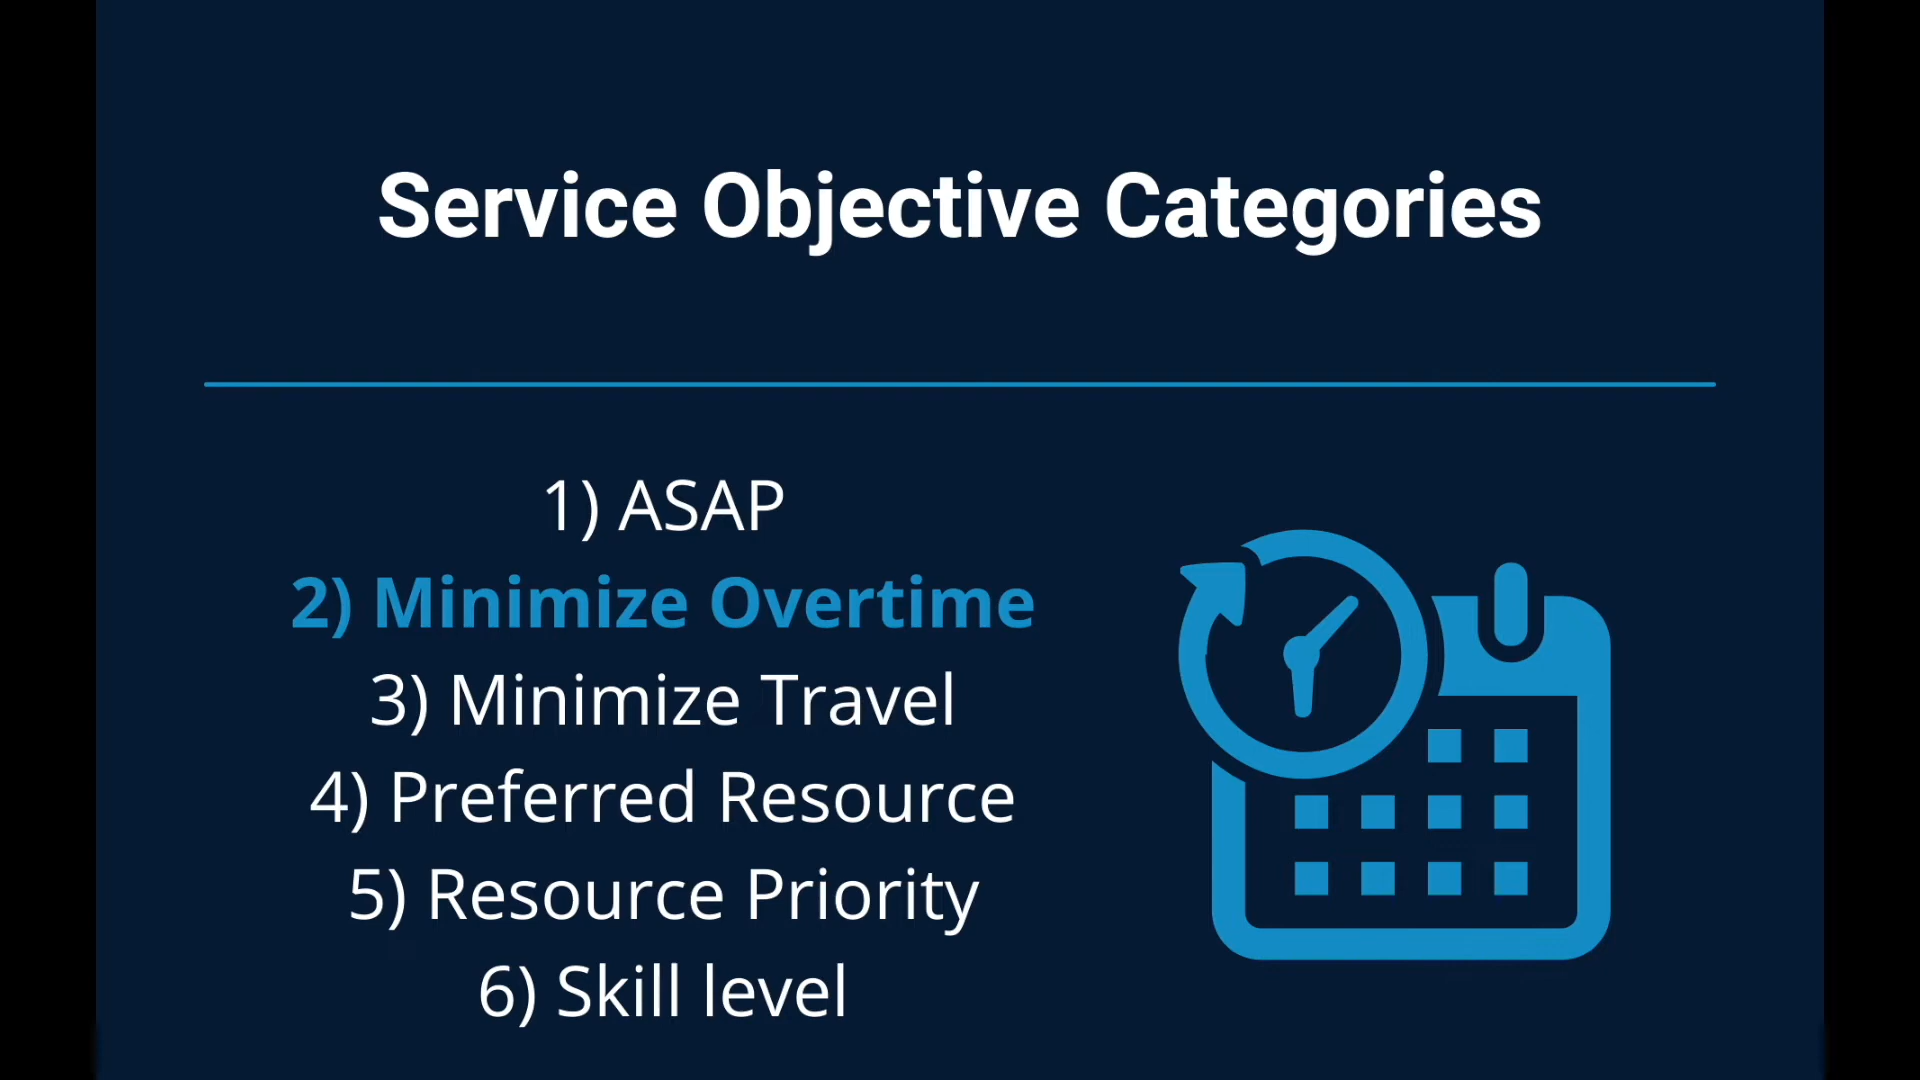 Service Objective Categories
1) ASAP
2) Minimize Overtime
3) Minimize Travel
4) Preferred Resource
5) Resource Priority
6) Skill level